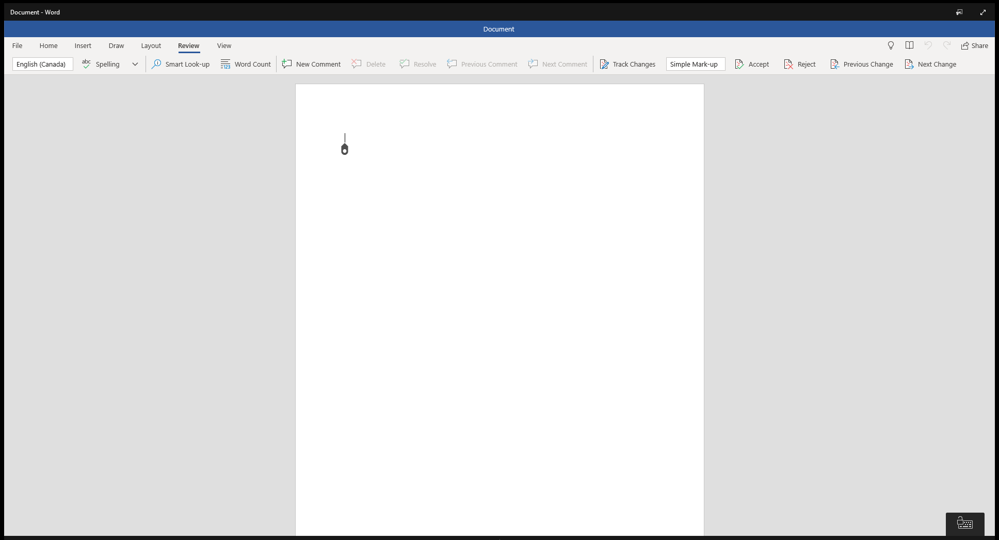 Document - Word
Document
File Home Insert Draw Layout Review View Share
English (Canada) abc Spelling Smart Look-up 123 Word Count New Comment Delete Resolve Previous Comment Next Comment Track Changes Simple Mark-up Accept Reject Previous Change Next Change